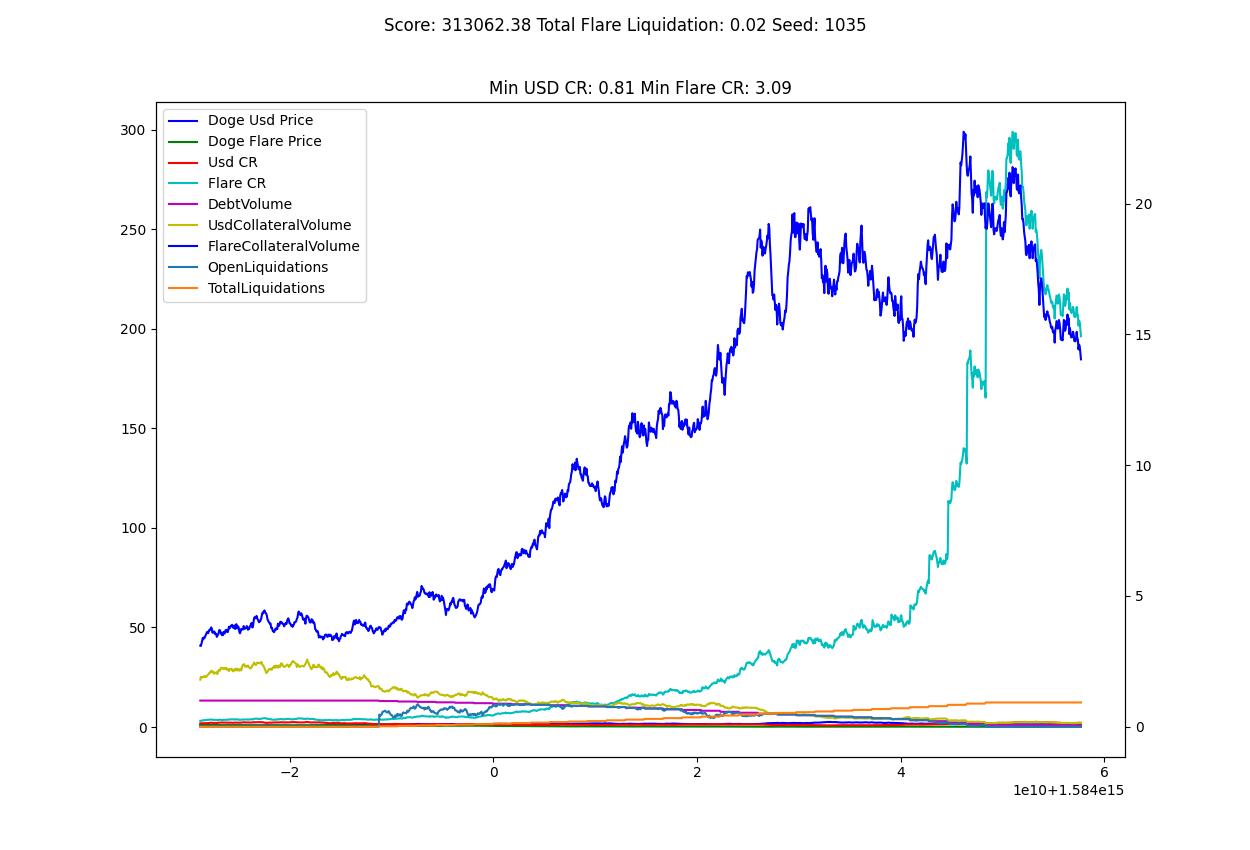 Score: 313062.38 Total Flare Liquidation: 0.02 Seed: 1035
Min USD CR: 0.81 Min Flare CR: 3.09
Doge Usd Price
Doge Flare Price
Usd CR
Flare CR
DebtVolume
UsdCollateralVolume
FlareCollateralVolume
OpenLiquidations
TotalLiquidations
300
250
200
150
100
50
0
20
15
10
5
0
−2 0 2 4 6
1e10+1.584e15